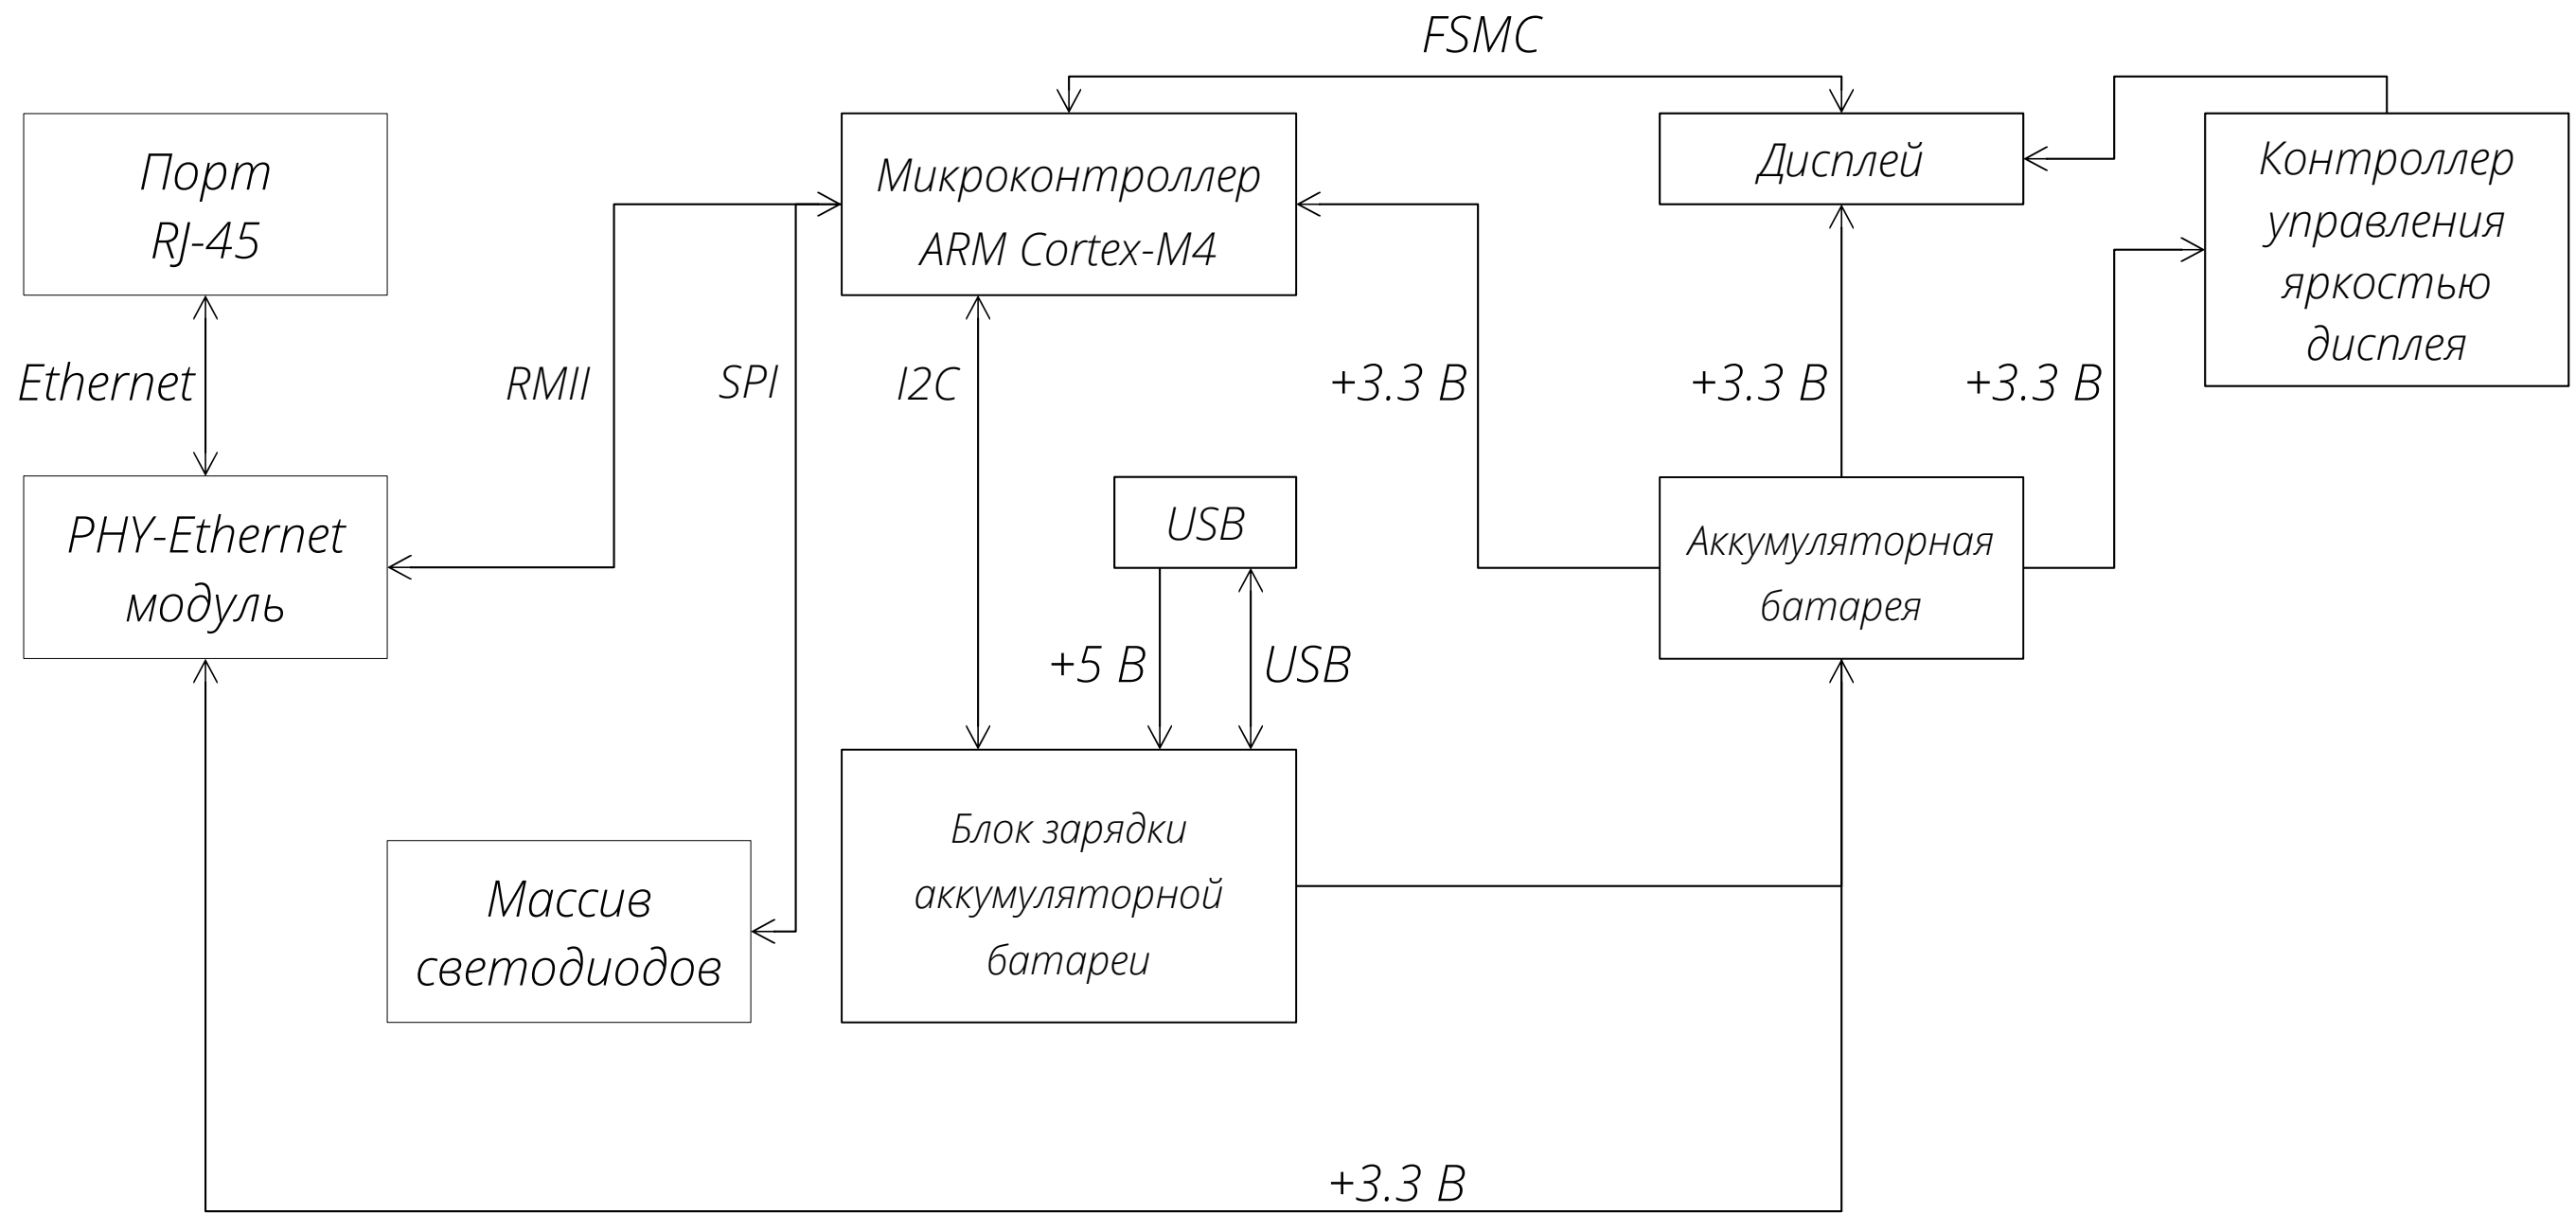 FSMC
Порт
RJ-45
Микроконтроллер
ARM Cortex-M4
Дисплей
Контроллер
управления
яркостью
дисплея
Ethernet
RMII
SPI
I2C
+3.3 В
+3.3 В
+3.3 В
PHY-Ethernet
модуль
USB
Аккумуляторная
батарея
+5 В
USB
Массив
светодиодов
Блок зарядки
аккумуляторной
батареи
+3.3 В